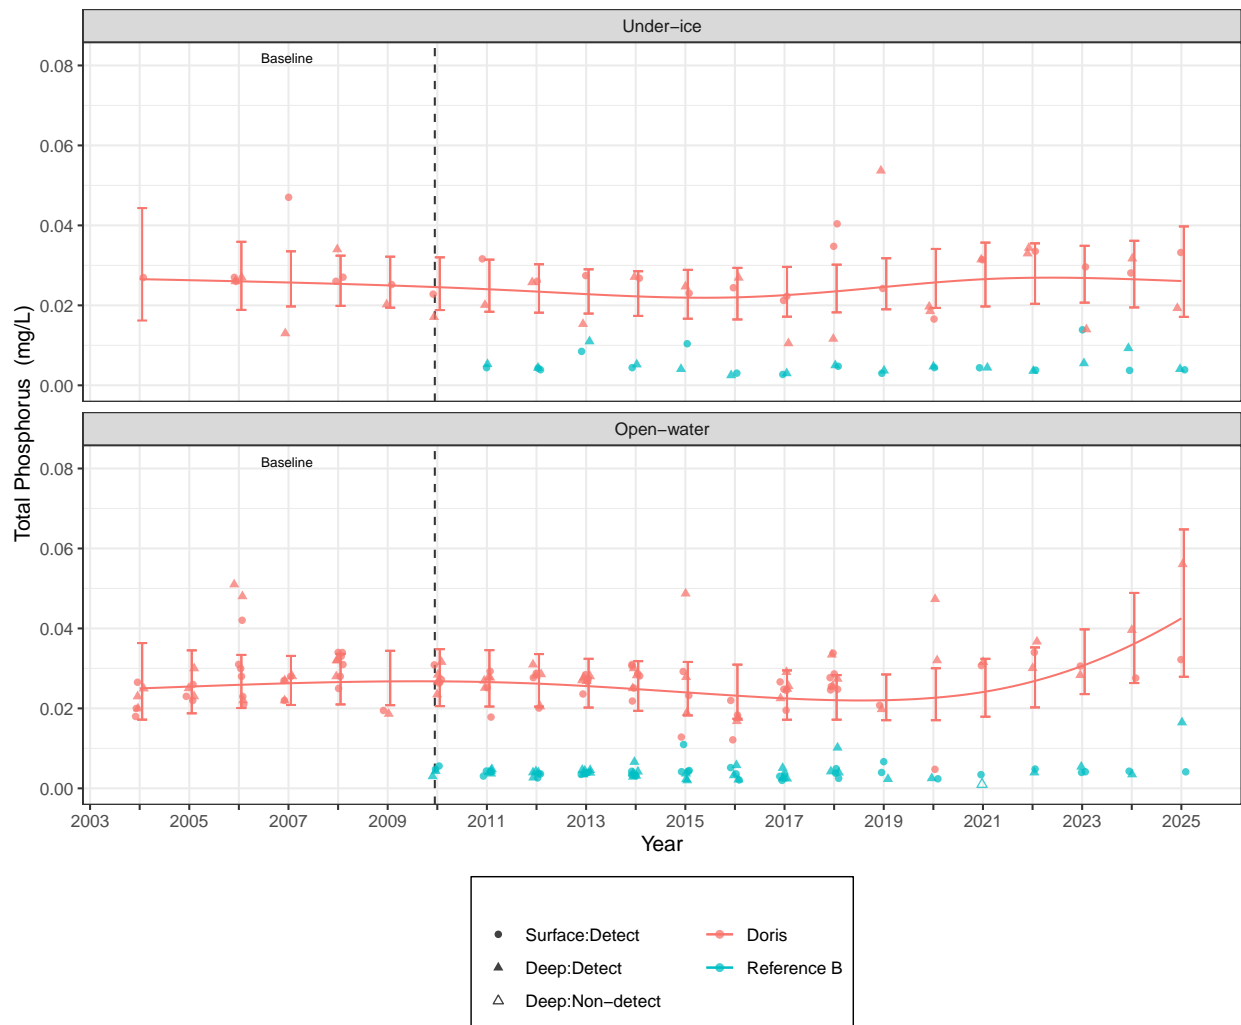 Under−ice
Baseline
0.08
0.06
0.04
0.02
0.00
Total Phosphorus (mg/L)
Open−water
Baseline
0.08
0.06
0.04
0.02
0.00
2003 2005 2007 2009 2011 2013 2015 2017 2019 2021 2023 2025
Year
Surface:Detect
Deep:Detect
Deep:Non−detect
Doris
Reference B